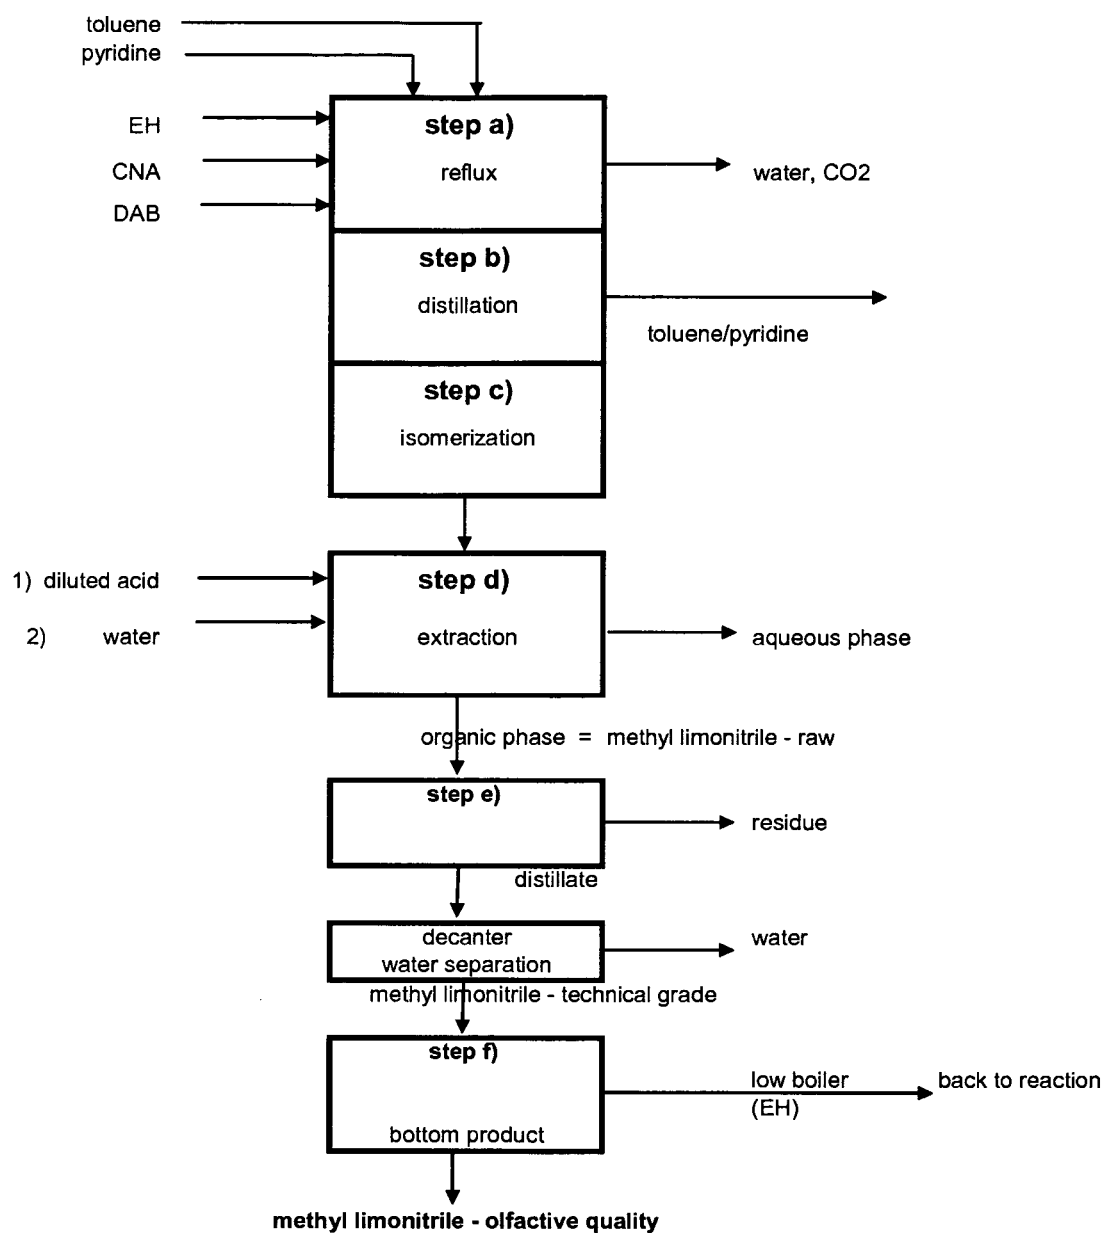 toluene
pyridine
step a)
EH
CNA
reflux
water, CO2
DAB
step b)
distillation
toluene/pyridine
step c)
isomerization
1) diluted acid
step d)
2) water
extraction
aqueous phase
organic phase = methyl limonitrile - raw
step e)
residue
distillate
decanter
water
water separation
methyl limonitrile - technical grade
step f)
low boiler
back to reaction
(EH)
bottom product
methyl limonitrile - olfactive quality